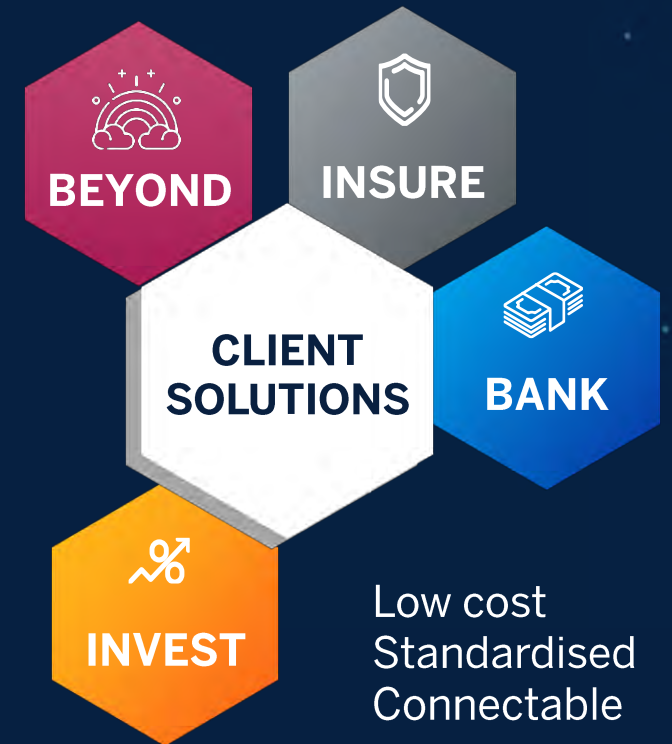 BEYOND
INSURE
CLIENT
SOLUTIONS
BANK
INVEST
Low cost
Standardised
Connectable